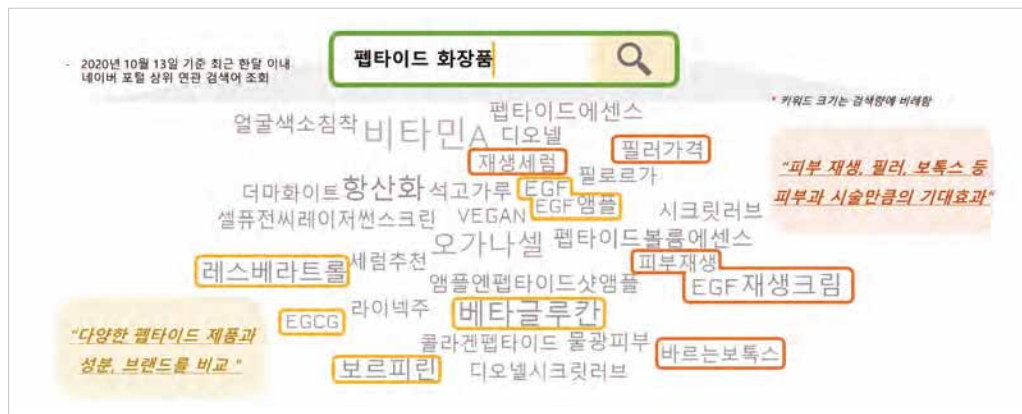 펩타이드 화장품
- 2020년 10월 13일 기준 최근 한달 이내
네이버 포털 상위 연관 검색어 조회
* 키워드 크기는 검색량에 비례함
펩타이드에센스
얼굴색소침착 비타민A 디오넬
재생세럼 필러가격
더마화이트 항산화 석고가루 EGF 필로르가
셀퓨전씨레이저썬스크린 VEGAN EGF앰플 시크릿러브
오가나셀 펩타이드볼륨에센스
레스베라트롤 세럼추천 피부재생
앰플엔펩타이드샷앰플 EGF재생크림
EGCG 라이넥주 베타글루칸
콜라겐펩타이드 물광피부 바르는보톡스
보르피린 디오넬시크릿러브
"피부 재생, 필러, 보톡스 등
피부과 시술만큼의 기대효과"
"다양한 펩타이드 제품과
성분, 브랜드를 비교 "